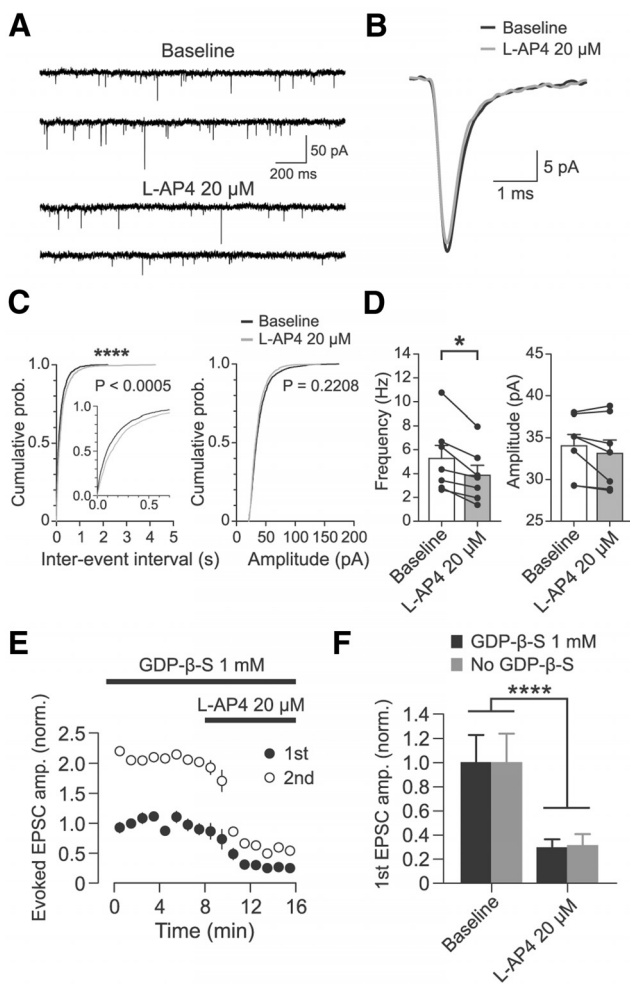 A
Baseline
50 pA
200 ms
L-AP4 20 μM
B
Baseline
L-AP4 20 μM
5 pA
1 ms
C
Baseline
L-AP4 20 μM
****
P < 0.0005
1.0
0.5
0
Cumulative prob.
1.0
0.5
0
0 0.5
0 1 2 3 4 5
Inter-event interval (s)
P = 0.2208
1.0
0.5
0
Cumulative prob.
0 50 100 150 200
Amplitude (pA)
D
*
14
12
10
8
6
4
2
0
Frequency (Hz)
Baseline
L-AP4 20 μM
45
40
35
30
25
Amplitude (pA)
Baseline
L-AP4 20 μM
E
GDP-β-S 1 mM
L-AP4 20 μM
1st
2nd
2.5
2.0
1.5
1.0
0.5
0
Evoked EPSC amp. (norm.)
0 4 8 12 16
Time (min)
F
GDP-β-S 1 mM
No GDP-β-S
****
1.4
1.2
1.0
0.8
0.6
0.4
0.2
0
1st EPSC amp. (norm.)
Baseline
L-AP4 20 μM